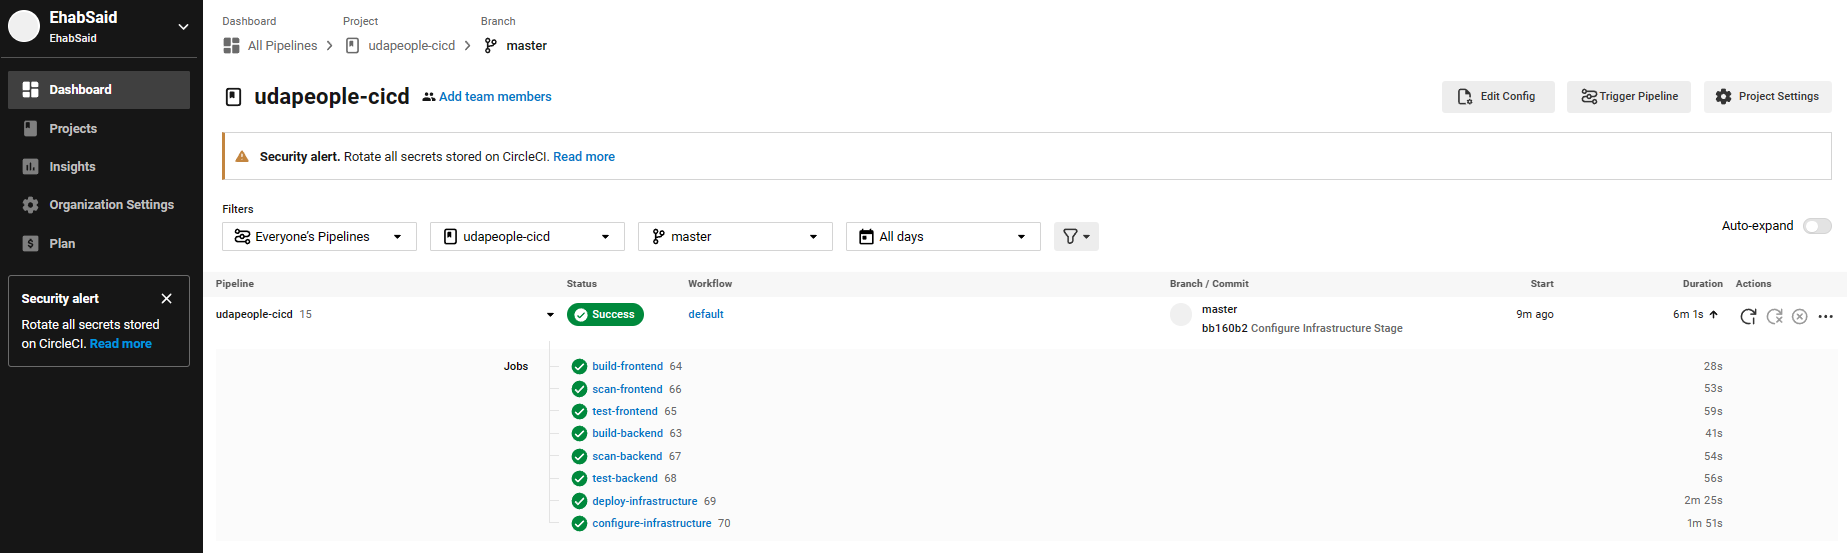 EhabSaid
EhabSaid
Dashboard
Projects
Insights
Organization Settings
Plan
Security alert
Rotate all secrets stored
on CircleCI. Read more
Dashboard Project Branch
All Pipelines udapeople-cicd master
udapeople-cicd Add team members
Edit Config Trigger Pipeline Project Settings
Security alert. Rotate all secrets stored on CircleCI. Read more
Filters
Everyone's Pipelines udapeople-cicd master All days
Auto-expand
Pipeline Status Workflow Branch / Commit Start Duration Actions
udapeople-cicd 15 Success default master 9m ago 6m 1s
bb160b2 Configure Infrastructure Stage
Jobs build-frontend 64 28s
scan-frontend 66 53s
test-frontend 65 59s
build-backend 63 41s
scan-backend 67 54s
test-backend 68 56s
deploy-infrastructure 69 2m 25s
configure-infrastructure 70 1m 51s